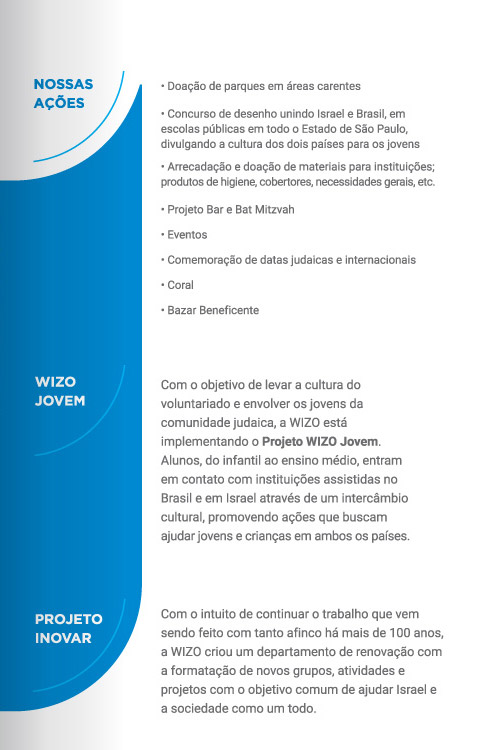 NOSSAS
AÇÕES
• Doação de parques em áreas carentes
• Concurso de desenho unindo Israel e Brasil, em
escolas públicas em todo o Estado de São Paulo,
divulgando a cultura dos dois países para os jovens
• Arrecadação e doação de materiais para instituições;
produtos de higiene, cobertores, necessidades gerais, etc.
• Projeto Bar e Bat Mitzvah
• Eventos
• Comemoração de datas judaicas e internacionais
• Coral
• Bazar Beneficente
WIZO
JOVEM
Com o objetivo de levar a cultura do
voluntariado e envolver os jovens da
comunidade judaica, a WIZO está
implementando o Projeto WIZO Jovem.
Alunos, do infantil ao ensino médio, entram
em contato com instituições assistidas no
Brasil e em Israel através de um intercâmbio
cultural, promovendo ações que buscam
ajudar jovens e crianças em ambos os países.
PROJETO
INOVAR
Com o intuito de continuar o trabalho que vem
sendo feito com tanto afinco há mais de 100 anos,
a WIZO criou um departamento de renovação com
a formatação de novos grupos, atividades e
projetos com o objetivo comum de ajudar Israel e
a sociedade como um todo.